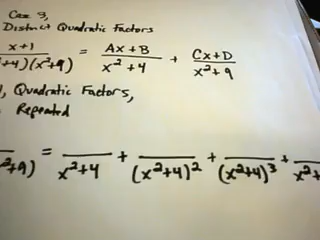 Case 3,
Distinct Quadratic Factors
x+1 / +4)(x²+9) = Ax+B / x²+4 + Cx+D / x²+9
, Quadratic Factors,
Repeated
x²+9) = / x²+4 + / (x²+4)² + / (x²+4)³ + / x²+